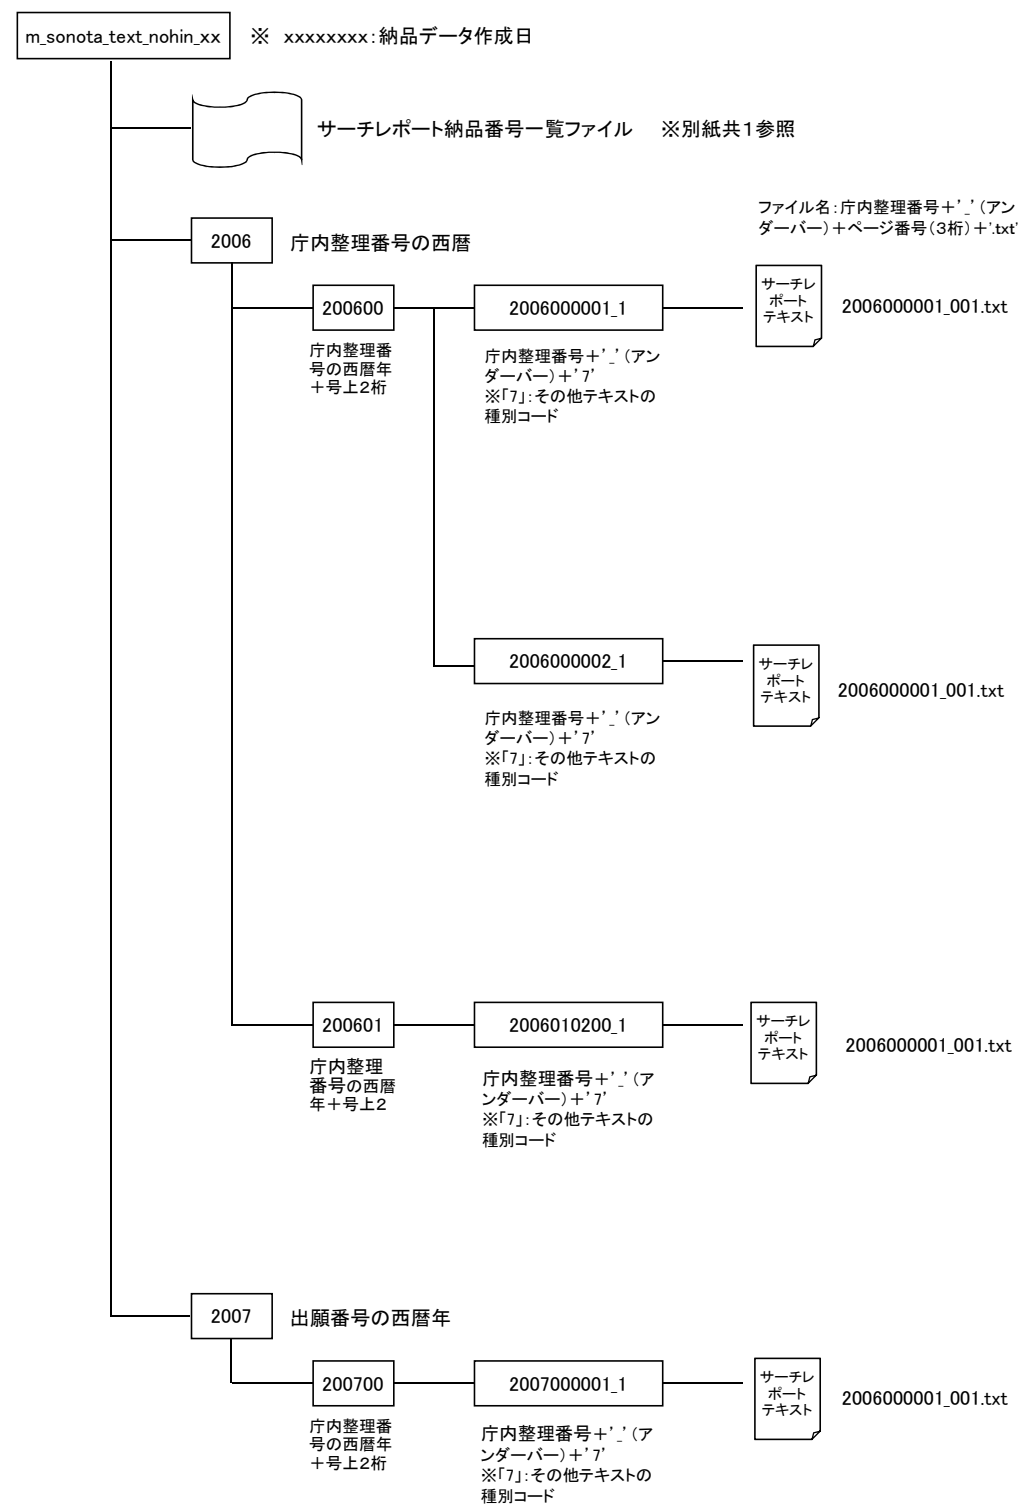 m_sonota_text_nohin_xx
※ xxxxxxxx：納品データ作成日
サーチレポート納品番号一覧ファイル ※別紙共１参照
ファイル名：庁内整理番号＋'_'（アン
ダーバー）＋ページ番号（３桁）＋'.txt'
2006
庁内整理番号の西暦
200600
庁内整理番
号の西暦年
＋号上２桁
2006000001_1
庁内整理番号＋'_'（アン
ダーバー）＋'7'
※「7」：その他テキストの
種別コード
サーチレ
ポート
テキスト
2006000001_001.txt
2006000002_1
庁内整理番号＋'_'（アン
ダーバー）＋'7'
※「7」：その他テキストの
種別コード
サーチレ
ポート
テキスト
2006000001_001.txt
200601
庁内整理
番号の西暦
年＋号上２
2006010200_1
庁内整理番号＋'_'（ア
ンダーバー）＋'7'
※「7」：その他テキストの
種別コード
サーチレ
ポート
テキスト
2006000001_001.txt
2007
出願番号の西暦年
200700
庁内整理番
号の西暦年
＋号上２桁
2007000001_1
庁内整理番号＋'_'（ア
ンダーバー）＋'7'
※「7」：その他テキストの
種別コード
サーチレ
ポート
テキスト
2006000001_001.txt